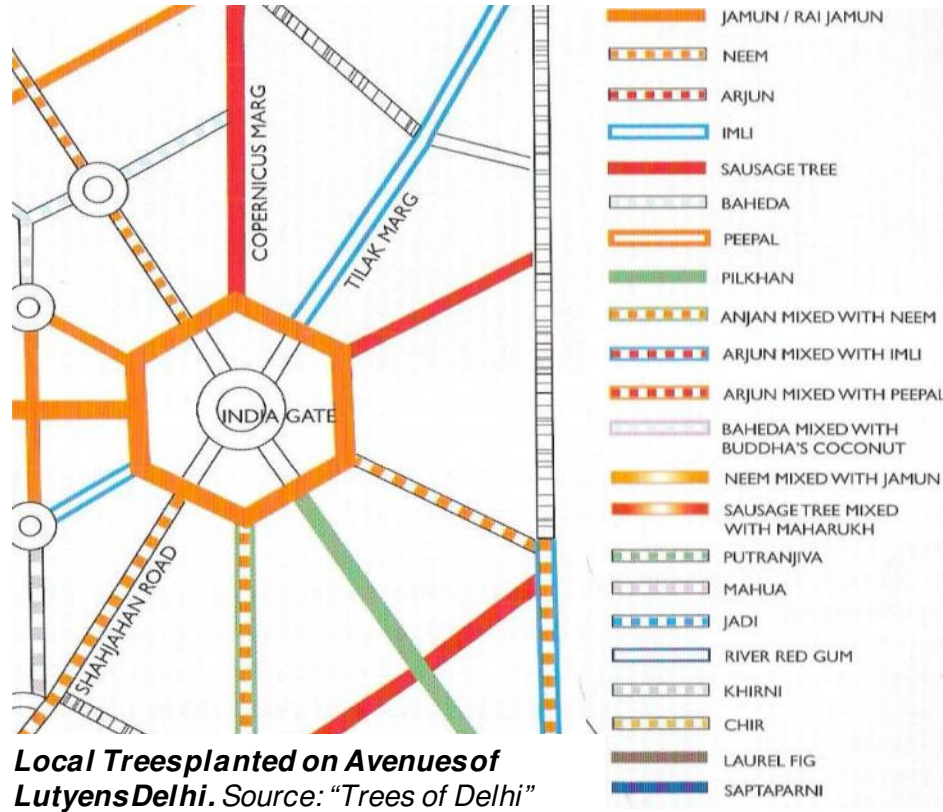 JAMUN / RAI JAMUN
NEEM
ARJUN
IMLI
SAUSAGE TREE
BAHEDA
PEEPAL
PILKHAN
ANJAN MIXED WITH NEEM
ARJUN MIXED WITH IMLI
ARJUN MIXED WITH PEEPAL
BAHEDA MIXED WITH
BUDDHA'S COCONUT
NEEM MIXED WITH JAMUN
SAUSAGE TREE MIXED
WITH MAHARUKH
PUTRANJIVA
MAHUA
JADI
RIVER RED GUM
KHIRNI
CHIR
LAUREL FIG
SAPTAPARNI
COPERNICUS MARG
TILAK MARG
INDIA GATE
SHAHJAHAN ROAD
Local Treesplanted on Avenuesof
LutyensDelhi. Source: “Trees of Delhi”